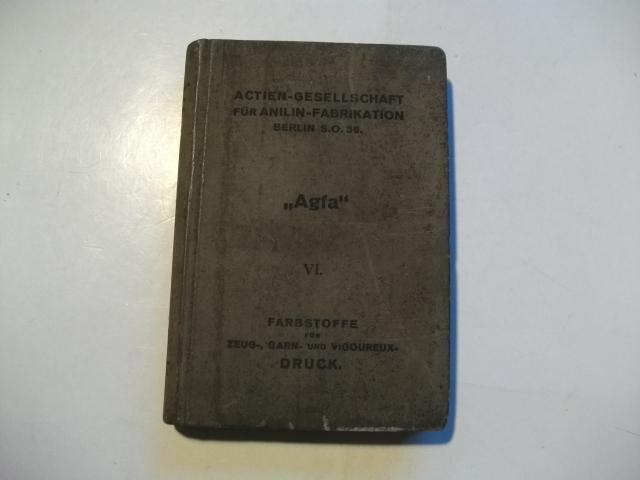 ACTIEN-GESELLSCHAFT
FÜR ANILIN-FABRIKATION
BERLIN S.O. 36.
„Agfa“
VI.
FARBSTOFFE
FÜR
ZEUG-, GARN- UND VIGOUREUX-
DRUCK.